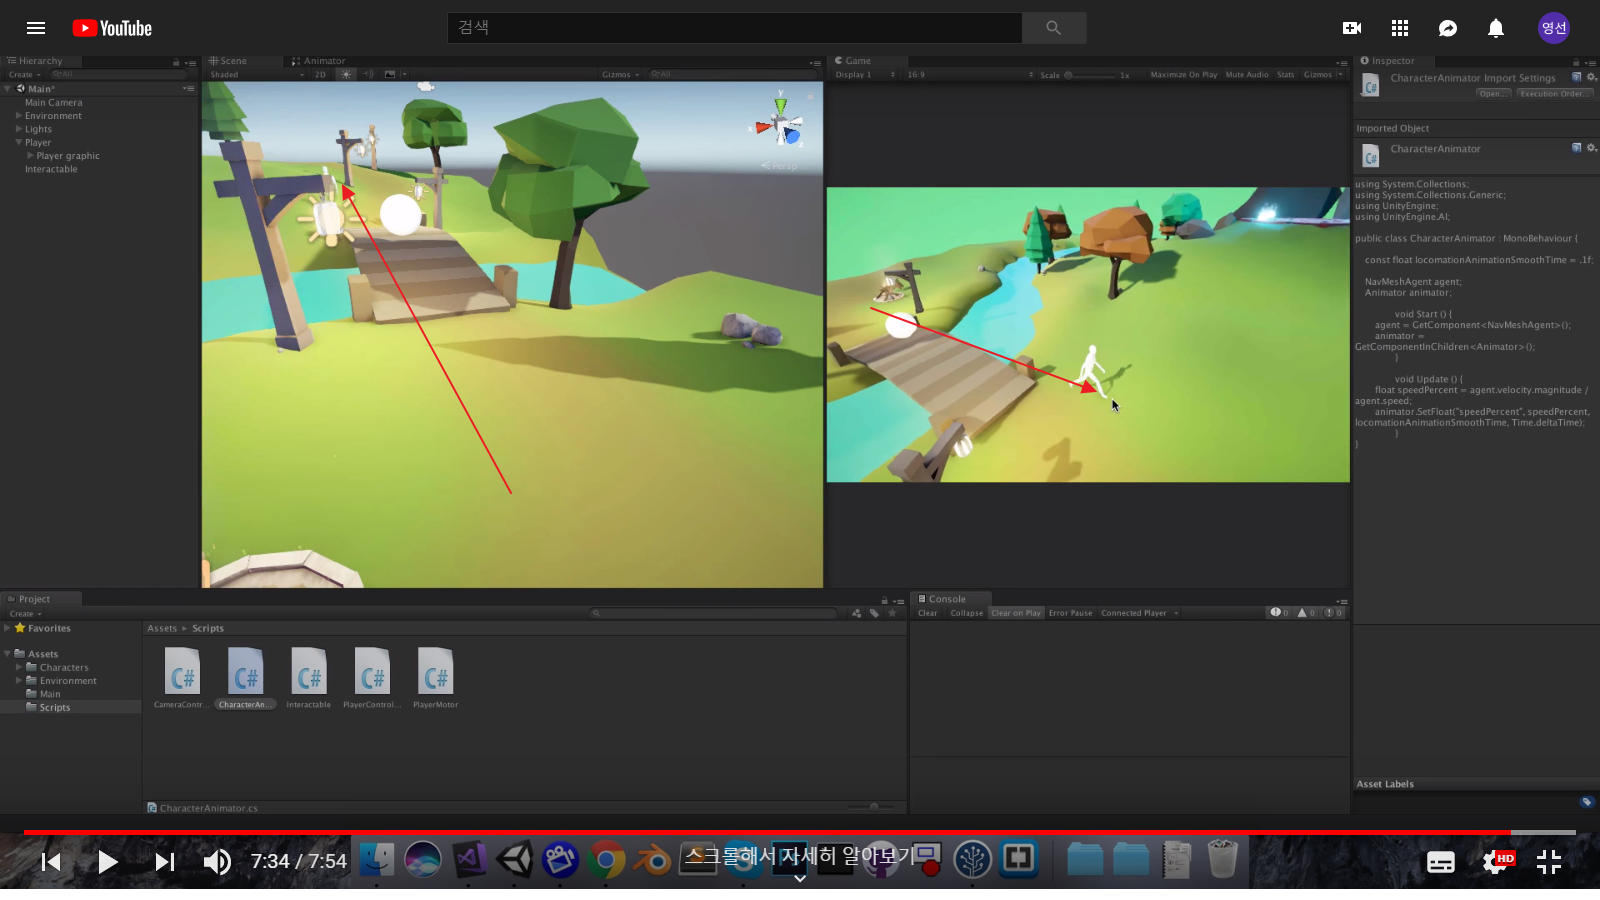 YouTube
검색
영선
Hierarchy
Create
All
Main*
Main Camera
Environment
Lights
Player
Player graphic
Interactable
Scene
Animator
Shaded
2D
Gizmos
All
y
x
z
Persp
Game
Display 1
16:9
Scale
1x
Maximize On Play
Mute Audio
Stats
Gizmos
Inspector
CharacterAnimator Import Settings
Open...
Execution Order...
Imported Object
CharacterAnimator
using System.Collections;
using System.Collections.Generic;
using UnityEngine;
using UnityEngine.AI;
public class CharacterAnimator : MonoBehaviour {
const float locomationAnimationSmoothTime = .1f;
NavMeshAgent agent;
Animator animator;
void Start () {
agent = GetComponent<NavMeshAgent>();
animator =
GetComponentInChildren<Animator>();
}
void Update () {
float speedPercent = agent.velocity.magnitude /
agent.speed;
animator.SetFloat("speedPercent", speedPercent,
locomationAnimationSmoothTime, Time.deltaTime);
}
}
Project
Create
Favorites
Assets
Characters
Environment
Main
Scripts
Assets ▸ Scripts
C# C# C# C# C#
CameraContr...
CharacterAn...
Interactable
PlayerControl...
PlayerMotor
CharacterAnimator.cs
Console
Clear
Collapse
Clear on Play
Error Pause
Connected Player
0
0
0
Asset Labels
7:34 / 7:54
스크롤해서 자세히 알아보기
HD